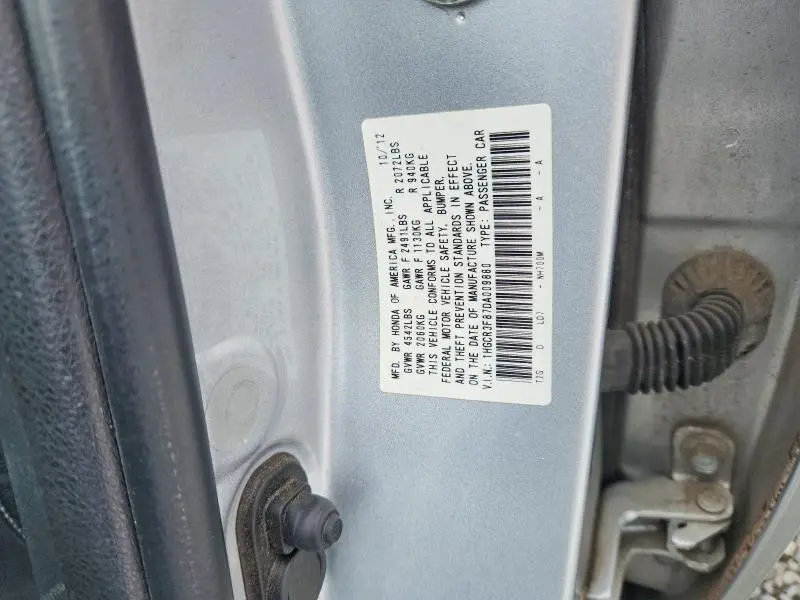 MFD. BY HONDA OF AMERICA MFG., INC. 10/'12
GVWR 4542LBS GAWR F 2491LBS R 2072LBS
GVWR 2060KG GAWR F 1130KG R 940KG
THIS VEHICLE CONFORMS TO ALL APPLICABLE
FEDERAL MOTOR VEHICLE SAFETY, BUMPER,
AND THEFT PREVENTION STANDARDS IN EFFECT
ON THE DATE OF MANUFACTURE SHOWN ABOVE.
V.I.N.: 1HGCR3F87DA009880 TYPE: PASSENGER CAR
T2G D LD7 - NH700M - A - A